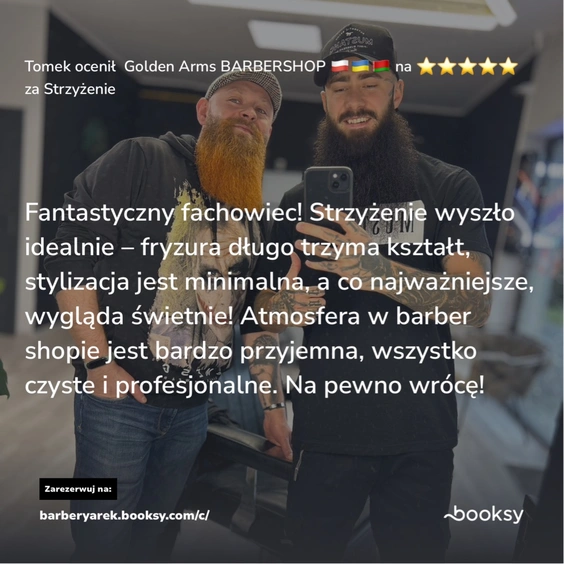 Tomek ocenił Golden Arms BARBERSHOP 🇵🇱🇺🇦🇧🇾 na ⭐⭐⭐⭐⭐
za Strzyżenie
Fantastyczny fachowiec! Strzyżenie wyszło
idealnie – fryzura długo trzyma kształt,
stylizacja jest minimalna, a co najważniejsze,
wygląda świetnie! Atmosfera w barber
shopie jest bardzo przyjemna, wszystko
czyste i profesjonalne. Na pewno wrócę!
Zarezerwuj na:
barberyarek.booksy.com/c/
booksy